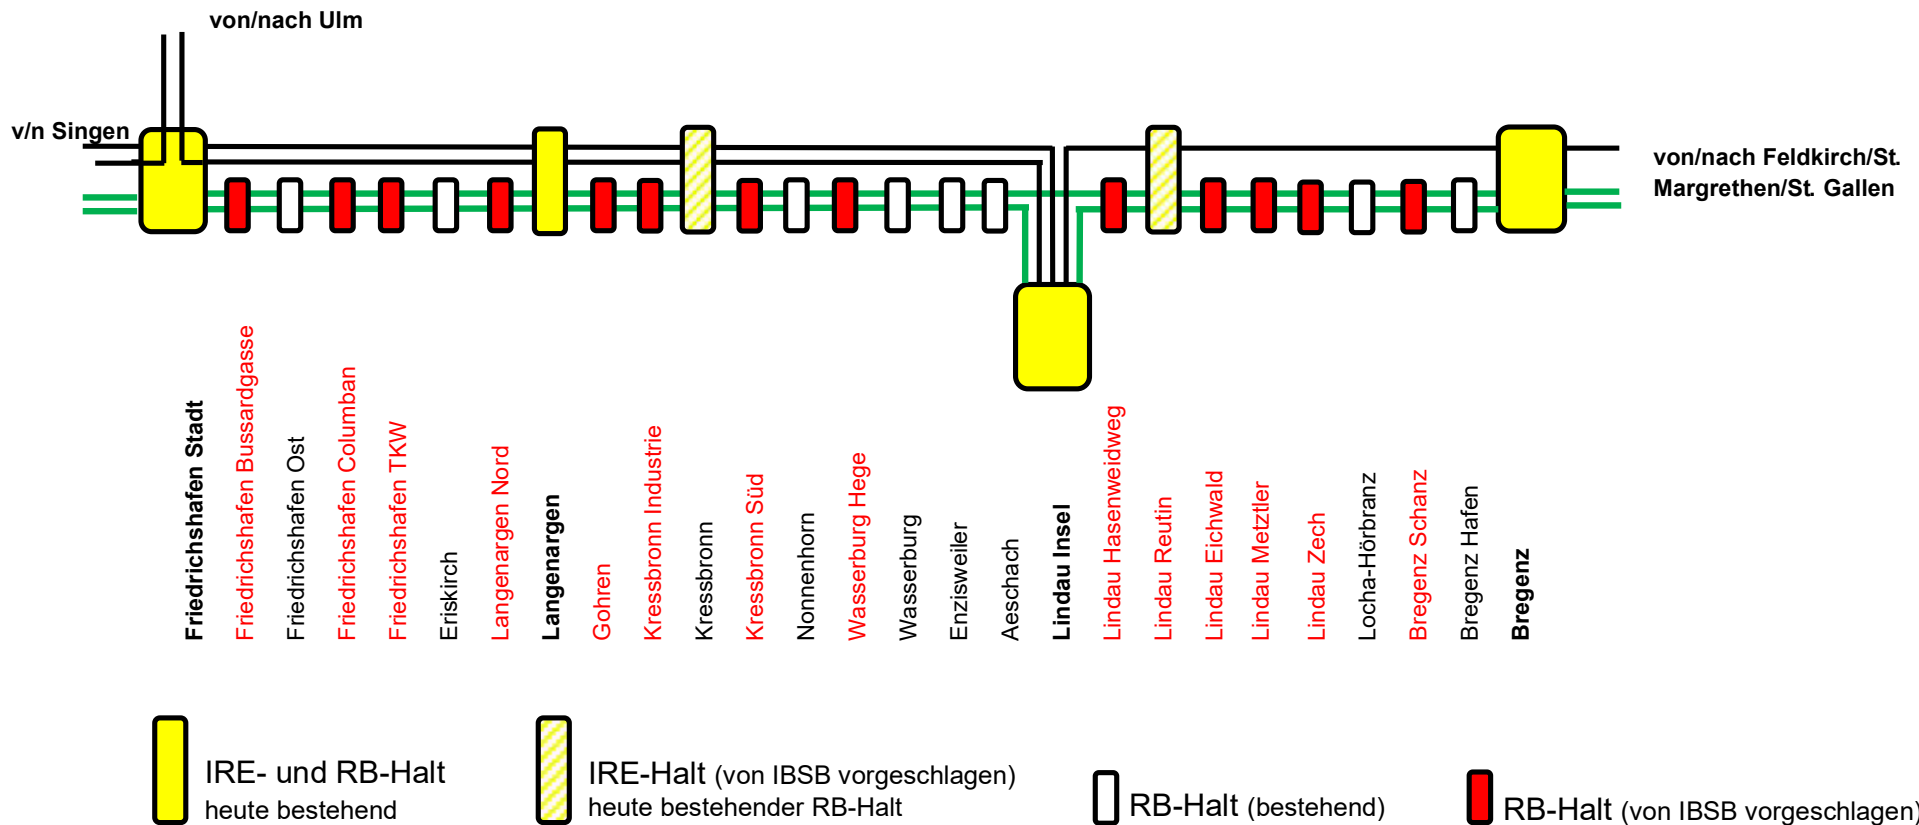 von/nach Ulm
v/n Singen
von/nach Feldkirch/St.
Margrethen/St. Gallen
Friedrichshafen Stadt
Friedrichshafen Bussardgasse
Friedrichshafen Ost
Friedrichshafen Columban
Friedrichshafen TKW
Eriskirch
Langenargen Nord
Langenargen
Gohren
Kressbronn Industrie
Kressbronn
Kressbronn Süd
Nonnenhorn
Wasserburg Hege
Wasserburg
Enzisweiler
Aeschach
Lindau Insel
Lindau Hasenweidweg
Lindau Reutin
Lindau Eichwald
Lindau Metztler
Lindau Zech
Locha-Hörbranz
Bregenz Schanz
Bregenz Hafen
Bregenz
IRE- und RB-Halt
heute bestehend
IRE-Halt (von IBSB vorgeschlagen)
heute bestehender RB-Halt
RB-Halt (bestehend)
RB-Halt (von IBSB vorgeschlagen)